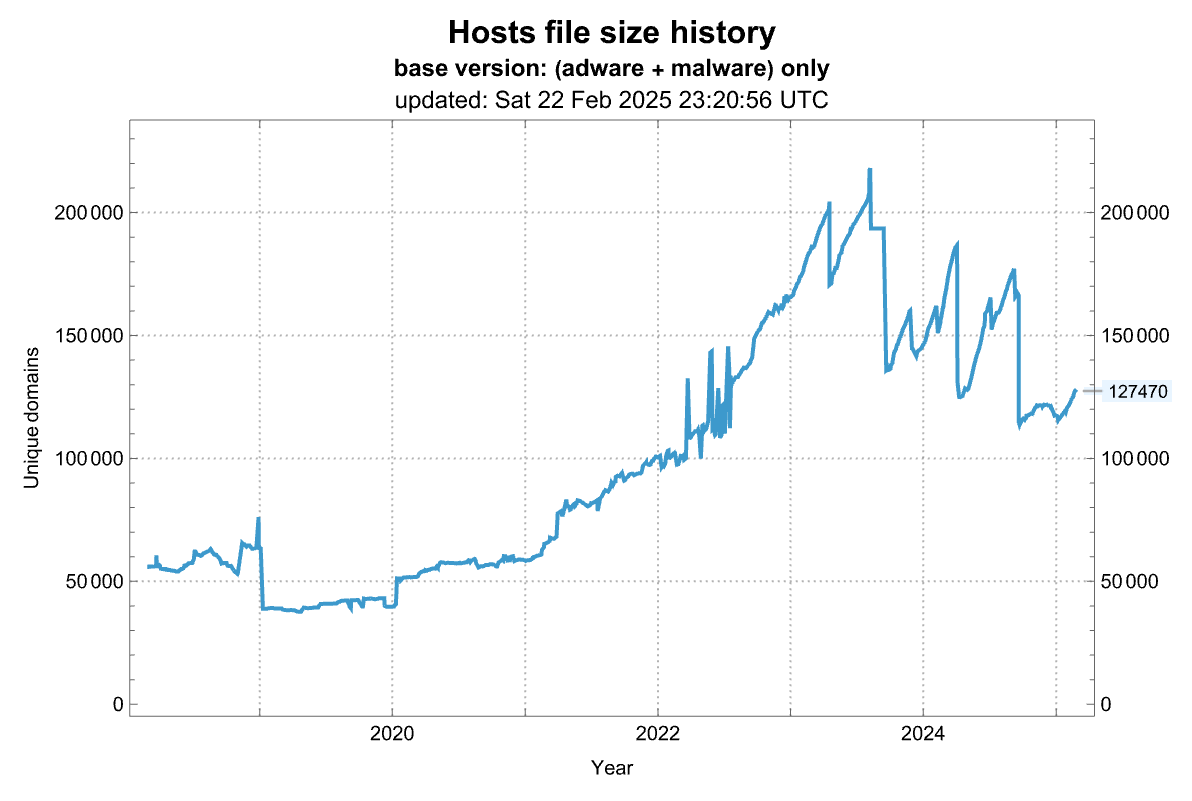 Hosts file size history
base version: (adware + malware) only
updated: Sat 22 Feb 2025 23:20:56 UTC
200 000
200 000
150 000
150 000
127470
100 000
100 000
50 000
50 000
0
0
Unique domains
2020
2022
2024
Year